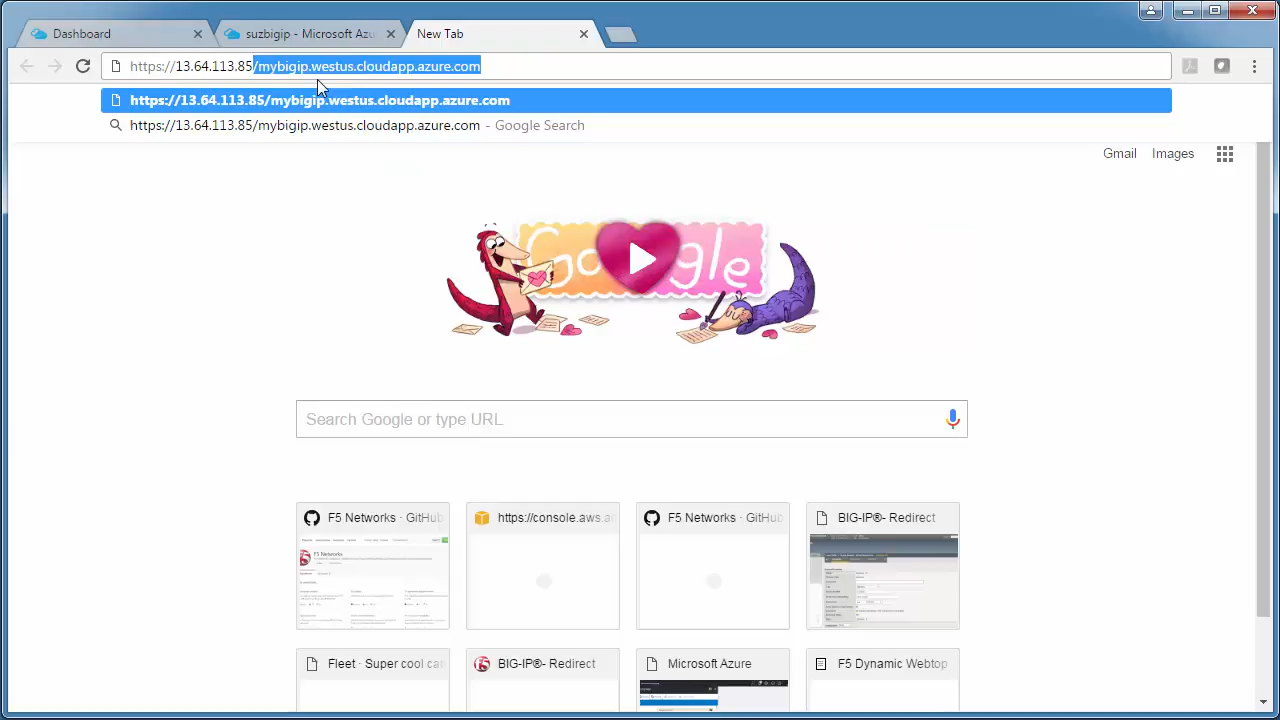 Dashboard
suzbigip - Microsoft Azu
New Tab
https://13.64.113.85/mybigip.westus.cloudapp.azure.com
https://13.64.113.85/mybigip.westus.cloudapp.azure.com
https://13.64.113.85/mybigip.westus.cloudapp.azure.com - Google Search
Gmail Images
Google
Search Google or type URL
F5 Networks · GitHub
https://console.aws.a
F5 Networks · GitHub
BIG-IP®- Redirect
F5 Networks
Fleet · Super cool ca
BIG-IP®- Redirect
Microsoft Azure
F5 Dynamic Webtop